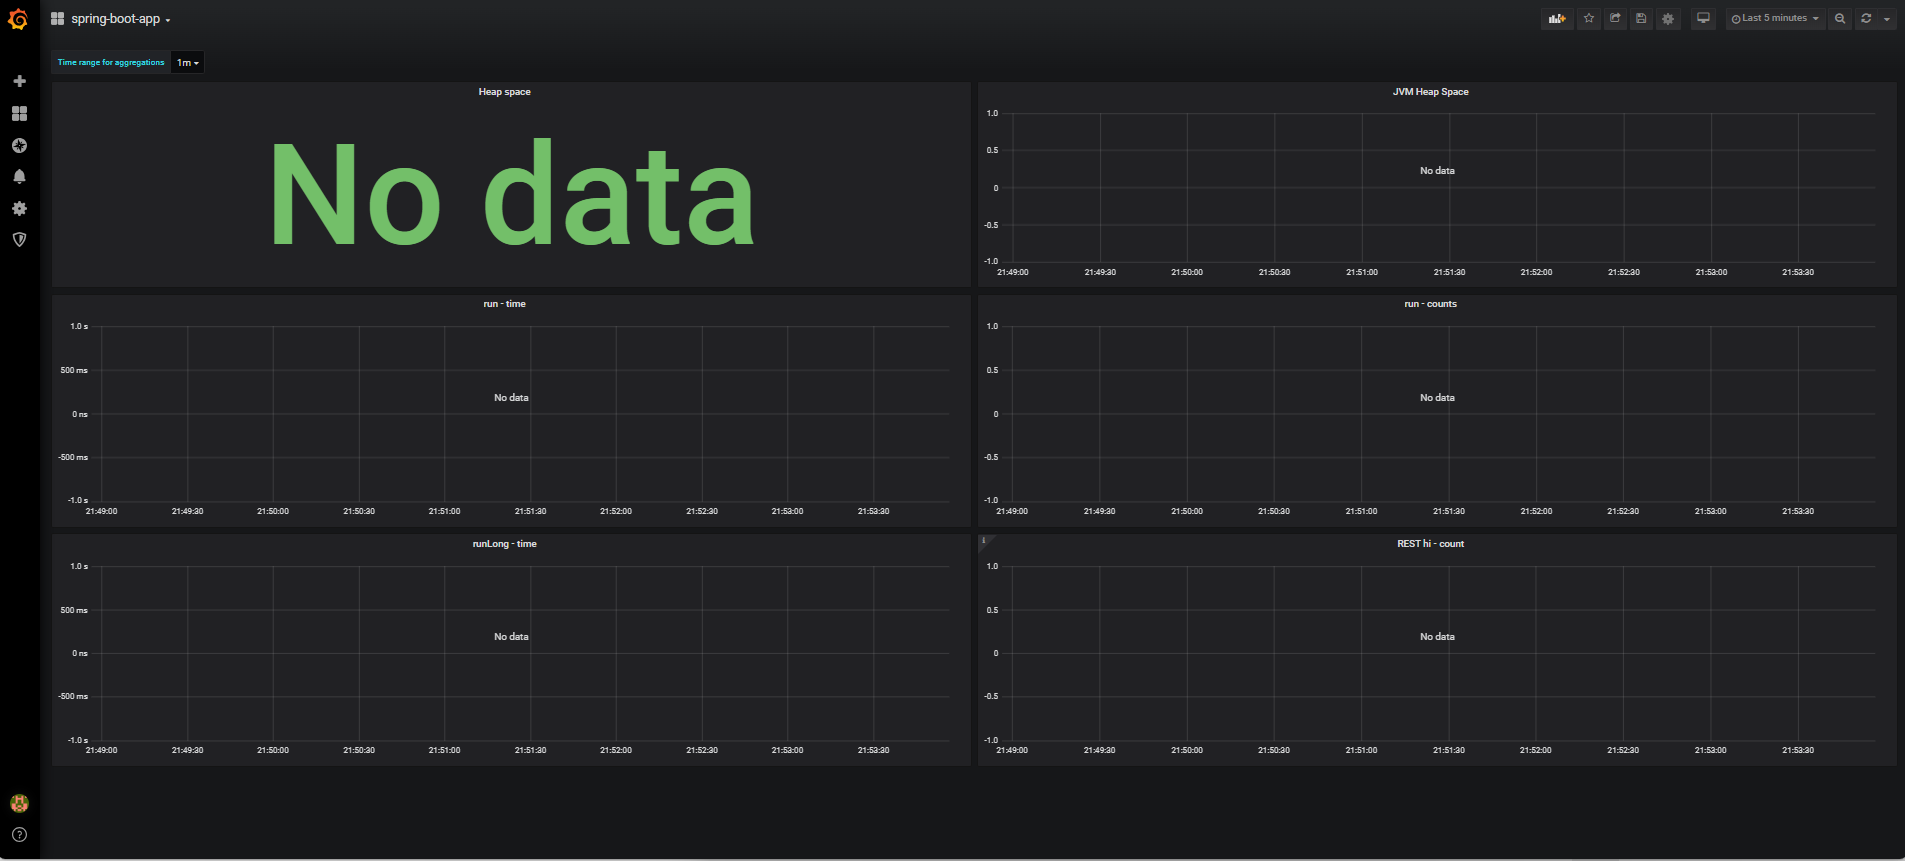 spring-boot-app
Last 5 minutes
Time range for aggregations 1m
Heap space
No data
JVM Heap Space
1.0
0.5
No data
0
-0.5
-1.0
21:49:00 21:49:30 21:50:00 21:50:30 21:51:00 21:51:30 21:52:00 21:52:30 21:53:00 21:53:30
run - time
1.0 s
500 ms
No data
0 ns
-500 ms
-1.0 s
21:49:00 21:49:30 21:50:00 21:50:30 21:51:00 21:51:30 21:52:00 21:52:30 21:53:00 21:53:30
run - counts
1.0
0.5
No data
0
-0.5
-1.0
21:49:00 21:49:30 21:50:00 21:50:30 21:51:00 21:51:30 21:52:00 21:52:30 21:53:00 21:53:30
runLong - time
1.0 s
500 ms
No data
0 ns
-500 ms
-1.0 s
21:49:00 21:49:30 21:50:00 21:50:30 21:51:00 21:51:30 21:52:00 21:52:30 21:53:00 21:53:30
i
REST hi - count
1.0
0.5
No data
0
-0.5
-1.0
21:49:00 21:49:30 21:50:00 21:50:30 21:51:00 21:51:30 21:52:00 21:52:30 21:53:00 21:53:30